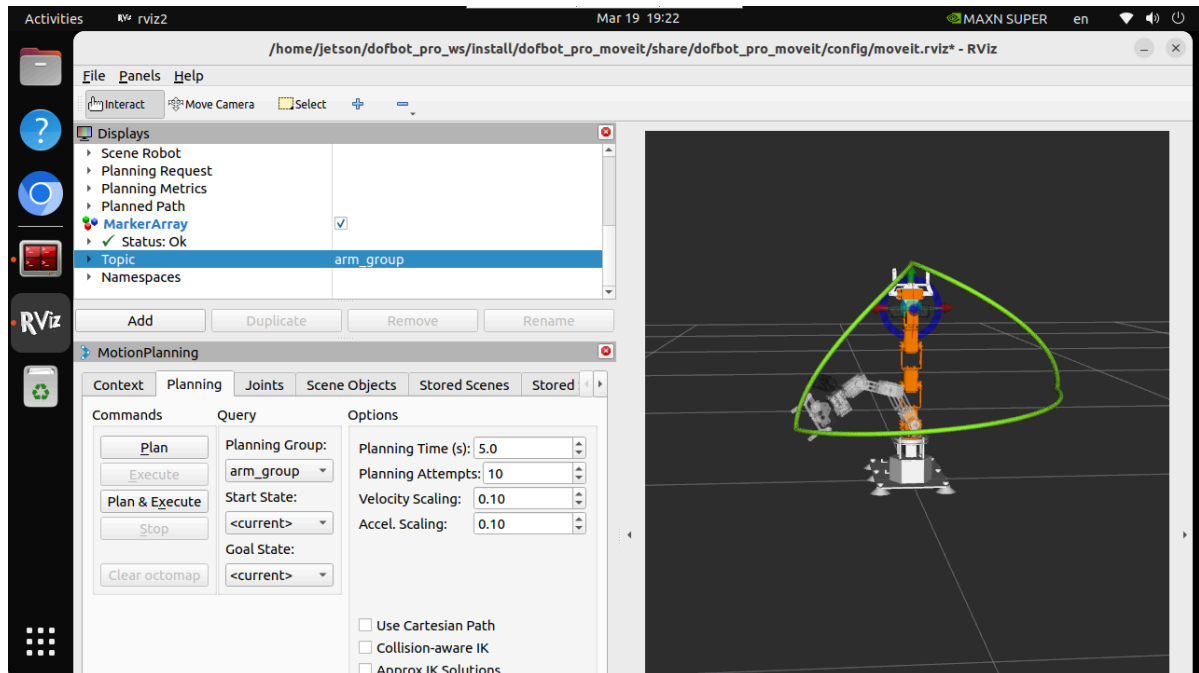 Activities
RViz rviz2
Mar 19 19:22
MAXN SUPER
en
/home/jetson/dofbot_pro_ws/install/dofbot_pro_moveit/share/dofbot_pro_moveit/config/moveit.rviz* - RViz
File Panels Help
Interact Move Camera Select
Displays
Scene Robot
Planning Request
Planning Metrics
Planned Path
MarkerArray
Status: Ok
Topic arm_group
Namespaces
RViz
Add Duplicate Remove Rename
MotionPlanning
Context Planning Joints Scene Objects Stored Scenes Stored
Commands Query Options
Plan
Execute
Plan & Execute
Stop
Clear octomap
Planning Group:
arm_group
Start State:
<current>
Goal State:
<current>
Planning Time (s): 5.0
Planning Attempts: 10
Velocity Scaling: 0.10
Accel. Scaling: 0.10
Use Cartesian Path
Collision-aware IK
Approx IK Solutions